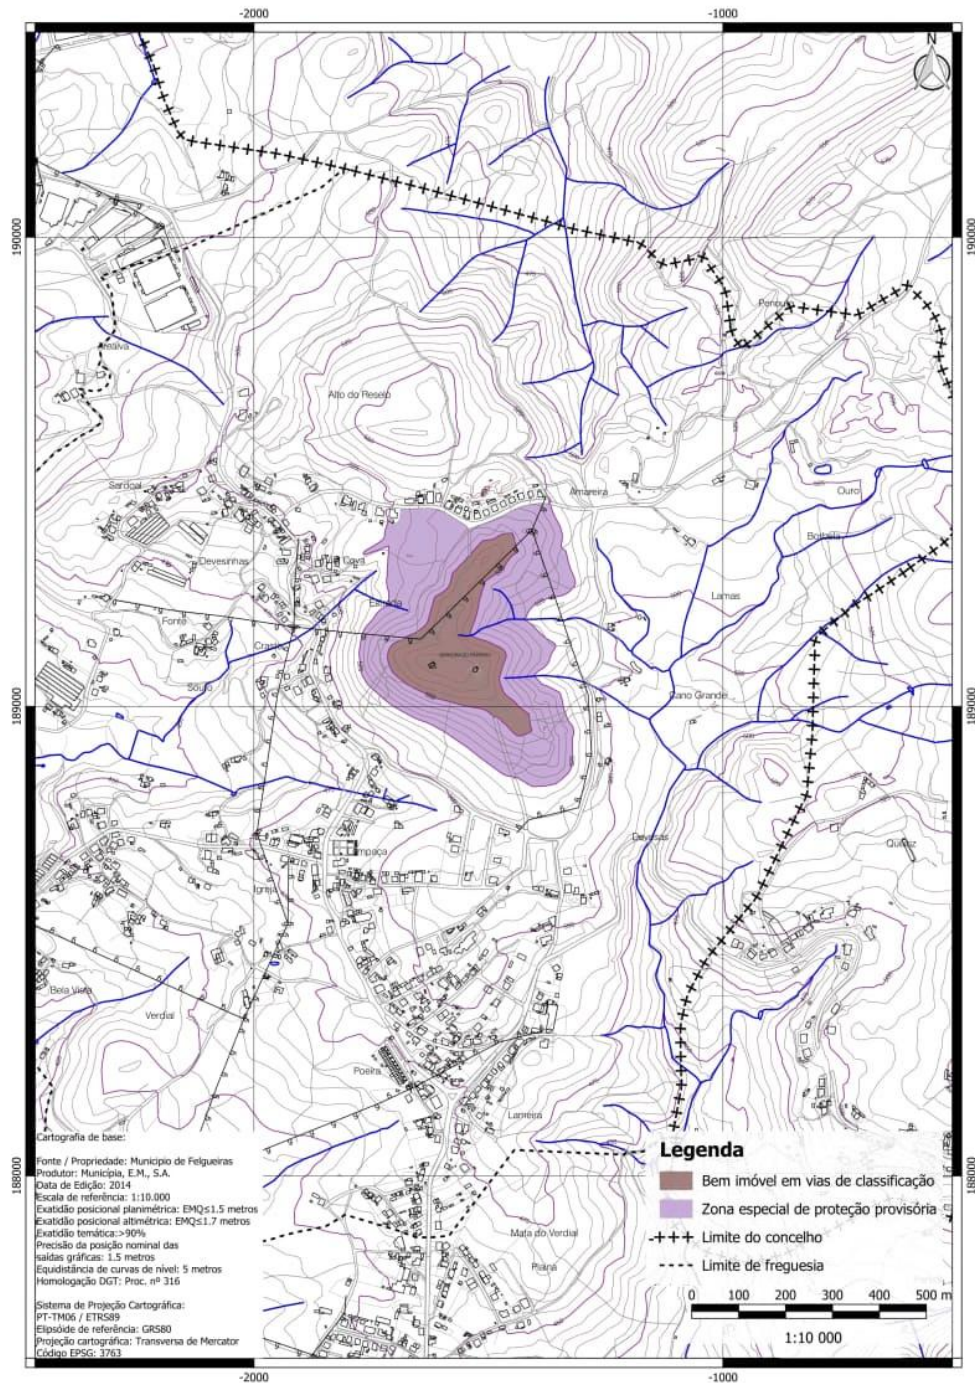 -2000
-1000
N
190000
190000
Penouta
Alto do Reselo
Sardoal
Amareira
Ouro
Devesinhas
Cova
Lamas
Fonte
Souto
Cano Grande
189000
189000
Devesas
Igreja
Bela Vista
Verdial
Poeira
Lameira
188000
188000
Mata do Verdial
Plaina
Cartografia de base:
Fonte / Propriedade: Municipio de Felgueiras
Produtor: Municípia, E.M., S.A.
Data de Edição: 2014
Escala de referência: 1:10.000
Exatidão posicional planimétrica: EMQ≤1.5 metros
Exatidão posicional altimétrica: EMQ≤1.7 metros
Exatidão temática:>90%
Precisão da posição nominal das
saídas gráficas: 1.5 metros
Equidistância de curvas de nível: 5 metros
Homologação DGT: Proc. nº 316
Sistema de Projeção Cartográfica:
PT-TM06 / ETRS89
Elipsóide de referência: GRS80
Projeção cartográfica: Transversa de Mercator
Código EPSG: 3763
Legenda
Bem imóvel em vias de classificação
Zona especial de proteção provisória
Limite do concelho
Limite de freguesia
0 100 200 300 400 500 m
1:10 000
-2000
-1000